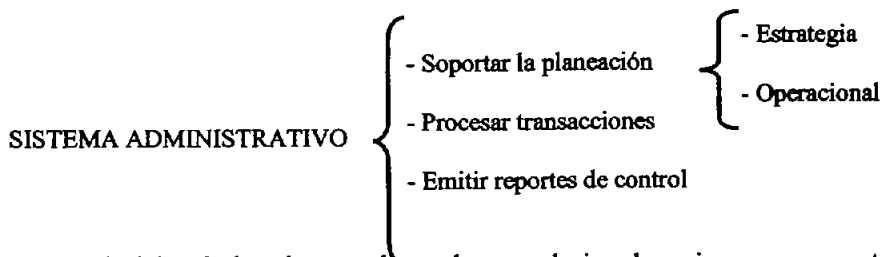 - Estrategia
- Soportar la planeación
- Operacional
- Procesar transacciones
SISTEMA ADMINISTRATIVO
- Emitir reportes de control